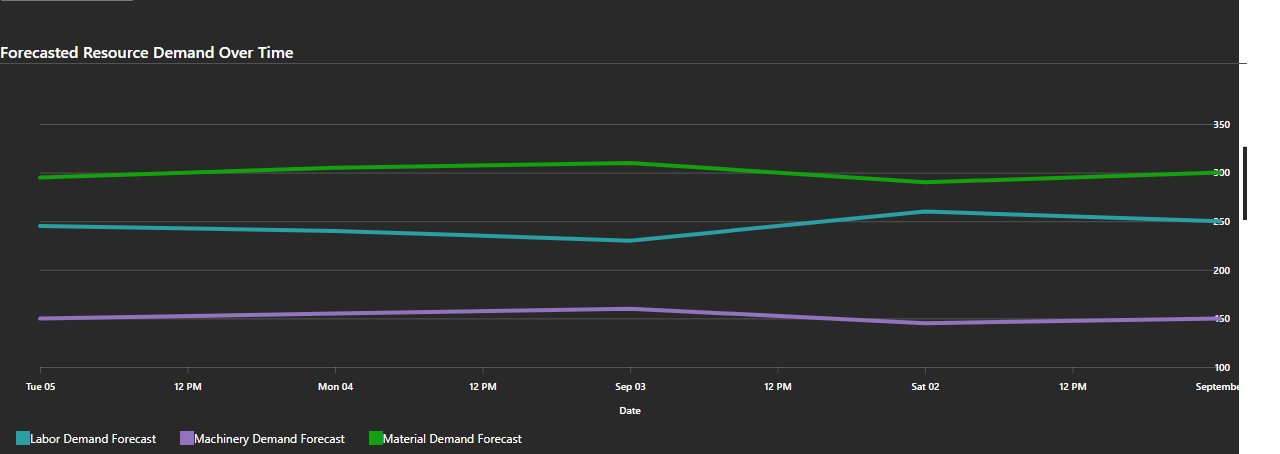 Forecasted Resource Demand Over Time
350
300
250
200
150
100
Tue 05 12 PM Mon 04 12 PM Sep 03 12 PM Sat 02 12 PM Septembe
Date
Labor Demand Forecast Machinery Demand Forecast Material Demand Forecast